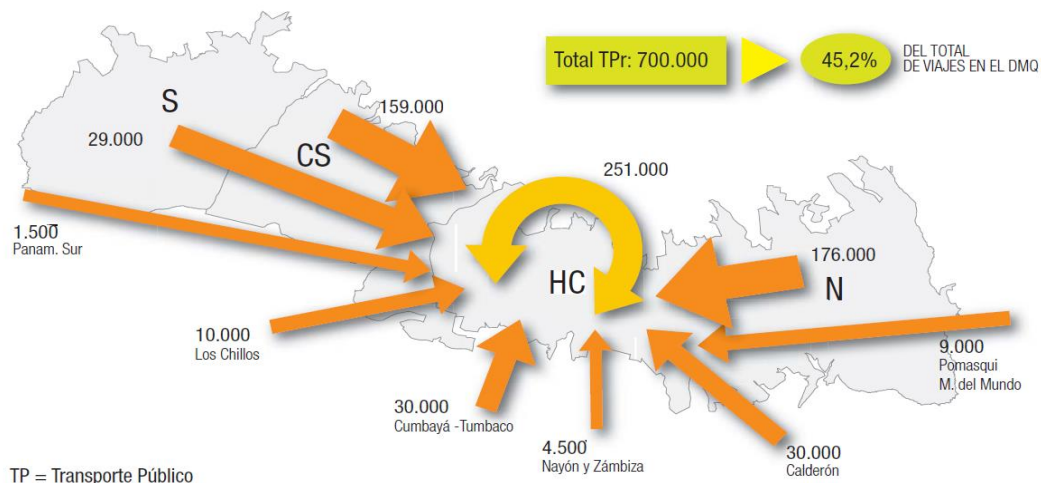 Total TPr: 700.000
45,2%
DEL TOTAL
DE VIAJES EN EL DMQ
S
159.000
29.000
CS
251.000
1.500
Panam. Sur
HC
176.000
N
10.000
Los Chillos
9.000
Pomasqui
M. del Mundo
30.000
Cumbayá -Tumbaco
4.500
Nayón y Zámbiza
30.000
Calderón
TP = Transporte Público